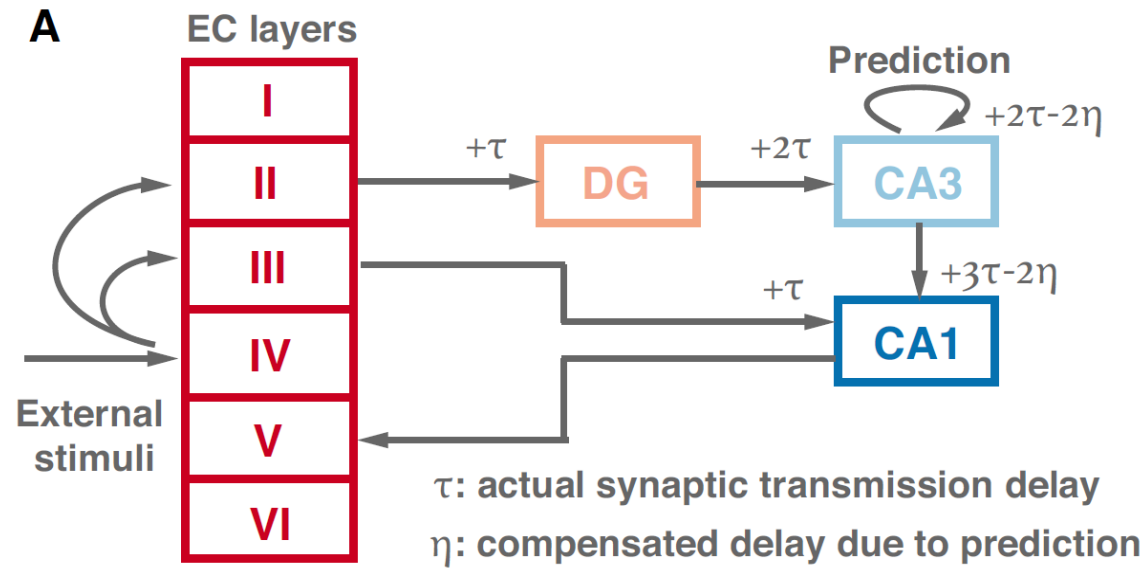 A
EC layers
I
II
III
IV
V
VI
External
stimuli
+τ
DG
+2τ
Prediction
+2τ-2η
CA3
+3τ-2η
+τ
CA1
τ: actual synaptic transmission delay
η: compensated delay due to prediction